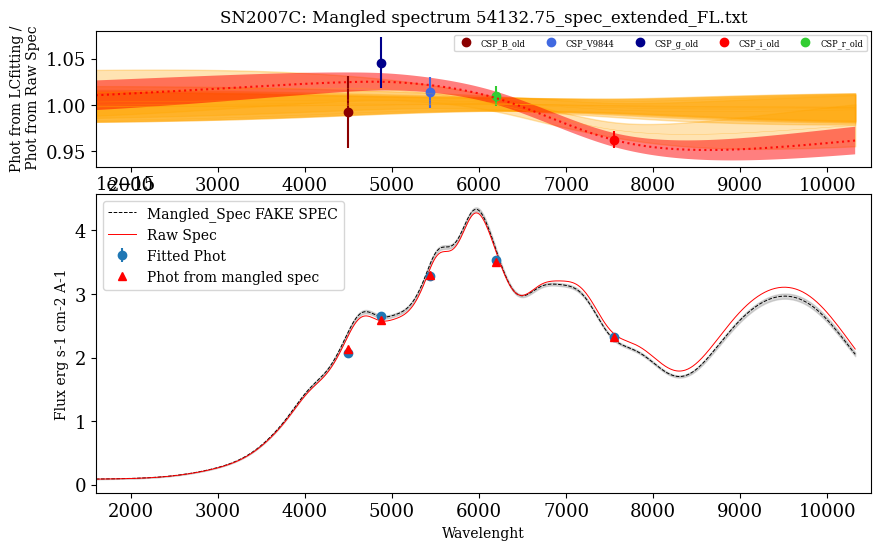 SN2007C: Mangled spectrum 54132.75_spec_extended_FL.txt
Phot from LCfitting /
Phot from Raw Spec
1.05
1.00
0.95
CSP_B_old CSP_V9844 CSP_g_old CSP_i_old CSP_r_old
2000 3000 4000 5000 6000 7000 8000 9000 10000
1e−15
Mangled_Spec FAKE SPEC
Raw Spec
Fitted Phot
Phot from mangled spec
Flux erg s-1 cm-2 A-1
4
3
2
1
0
2000 3000 4000 5000 6000 7000 8000 9000 10000
Wavelenght